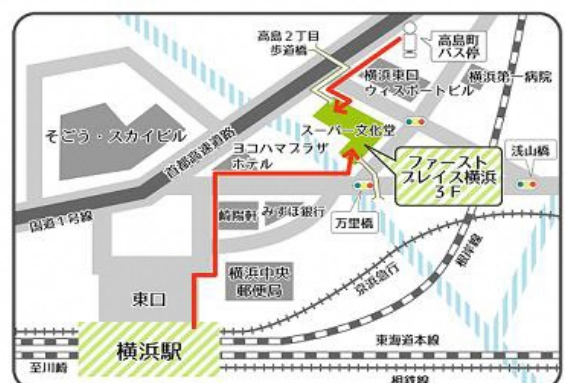 高島2丁目
歩道橋
高島町
バス停
横浜東口
ウィスポートビル
横浜第一病院
そごう・スカイビル
首都高速道路
スーパー文化堂
ヨコハマプラザ
ホテル
ファースト
プレイス横浜
3F
浅山橋
国道1号線
崎陽軒
みずほ銀行
万里橋
根岸線
横浜中央
郵便局
京浜急行
東口
横浜駅
東海道本線
至川崎
相鉄線